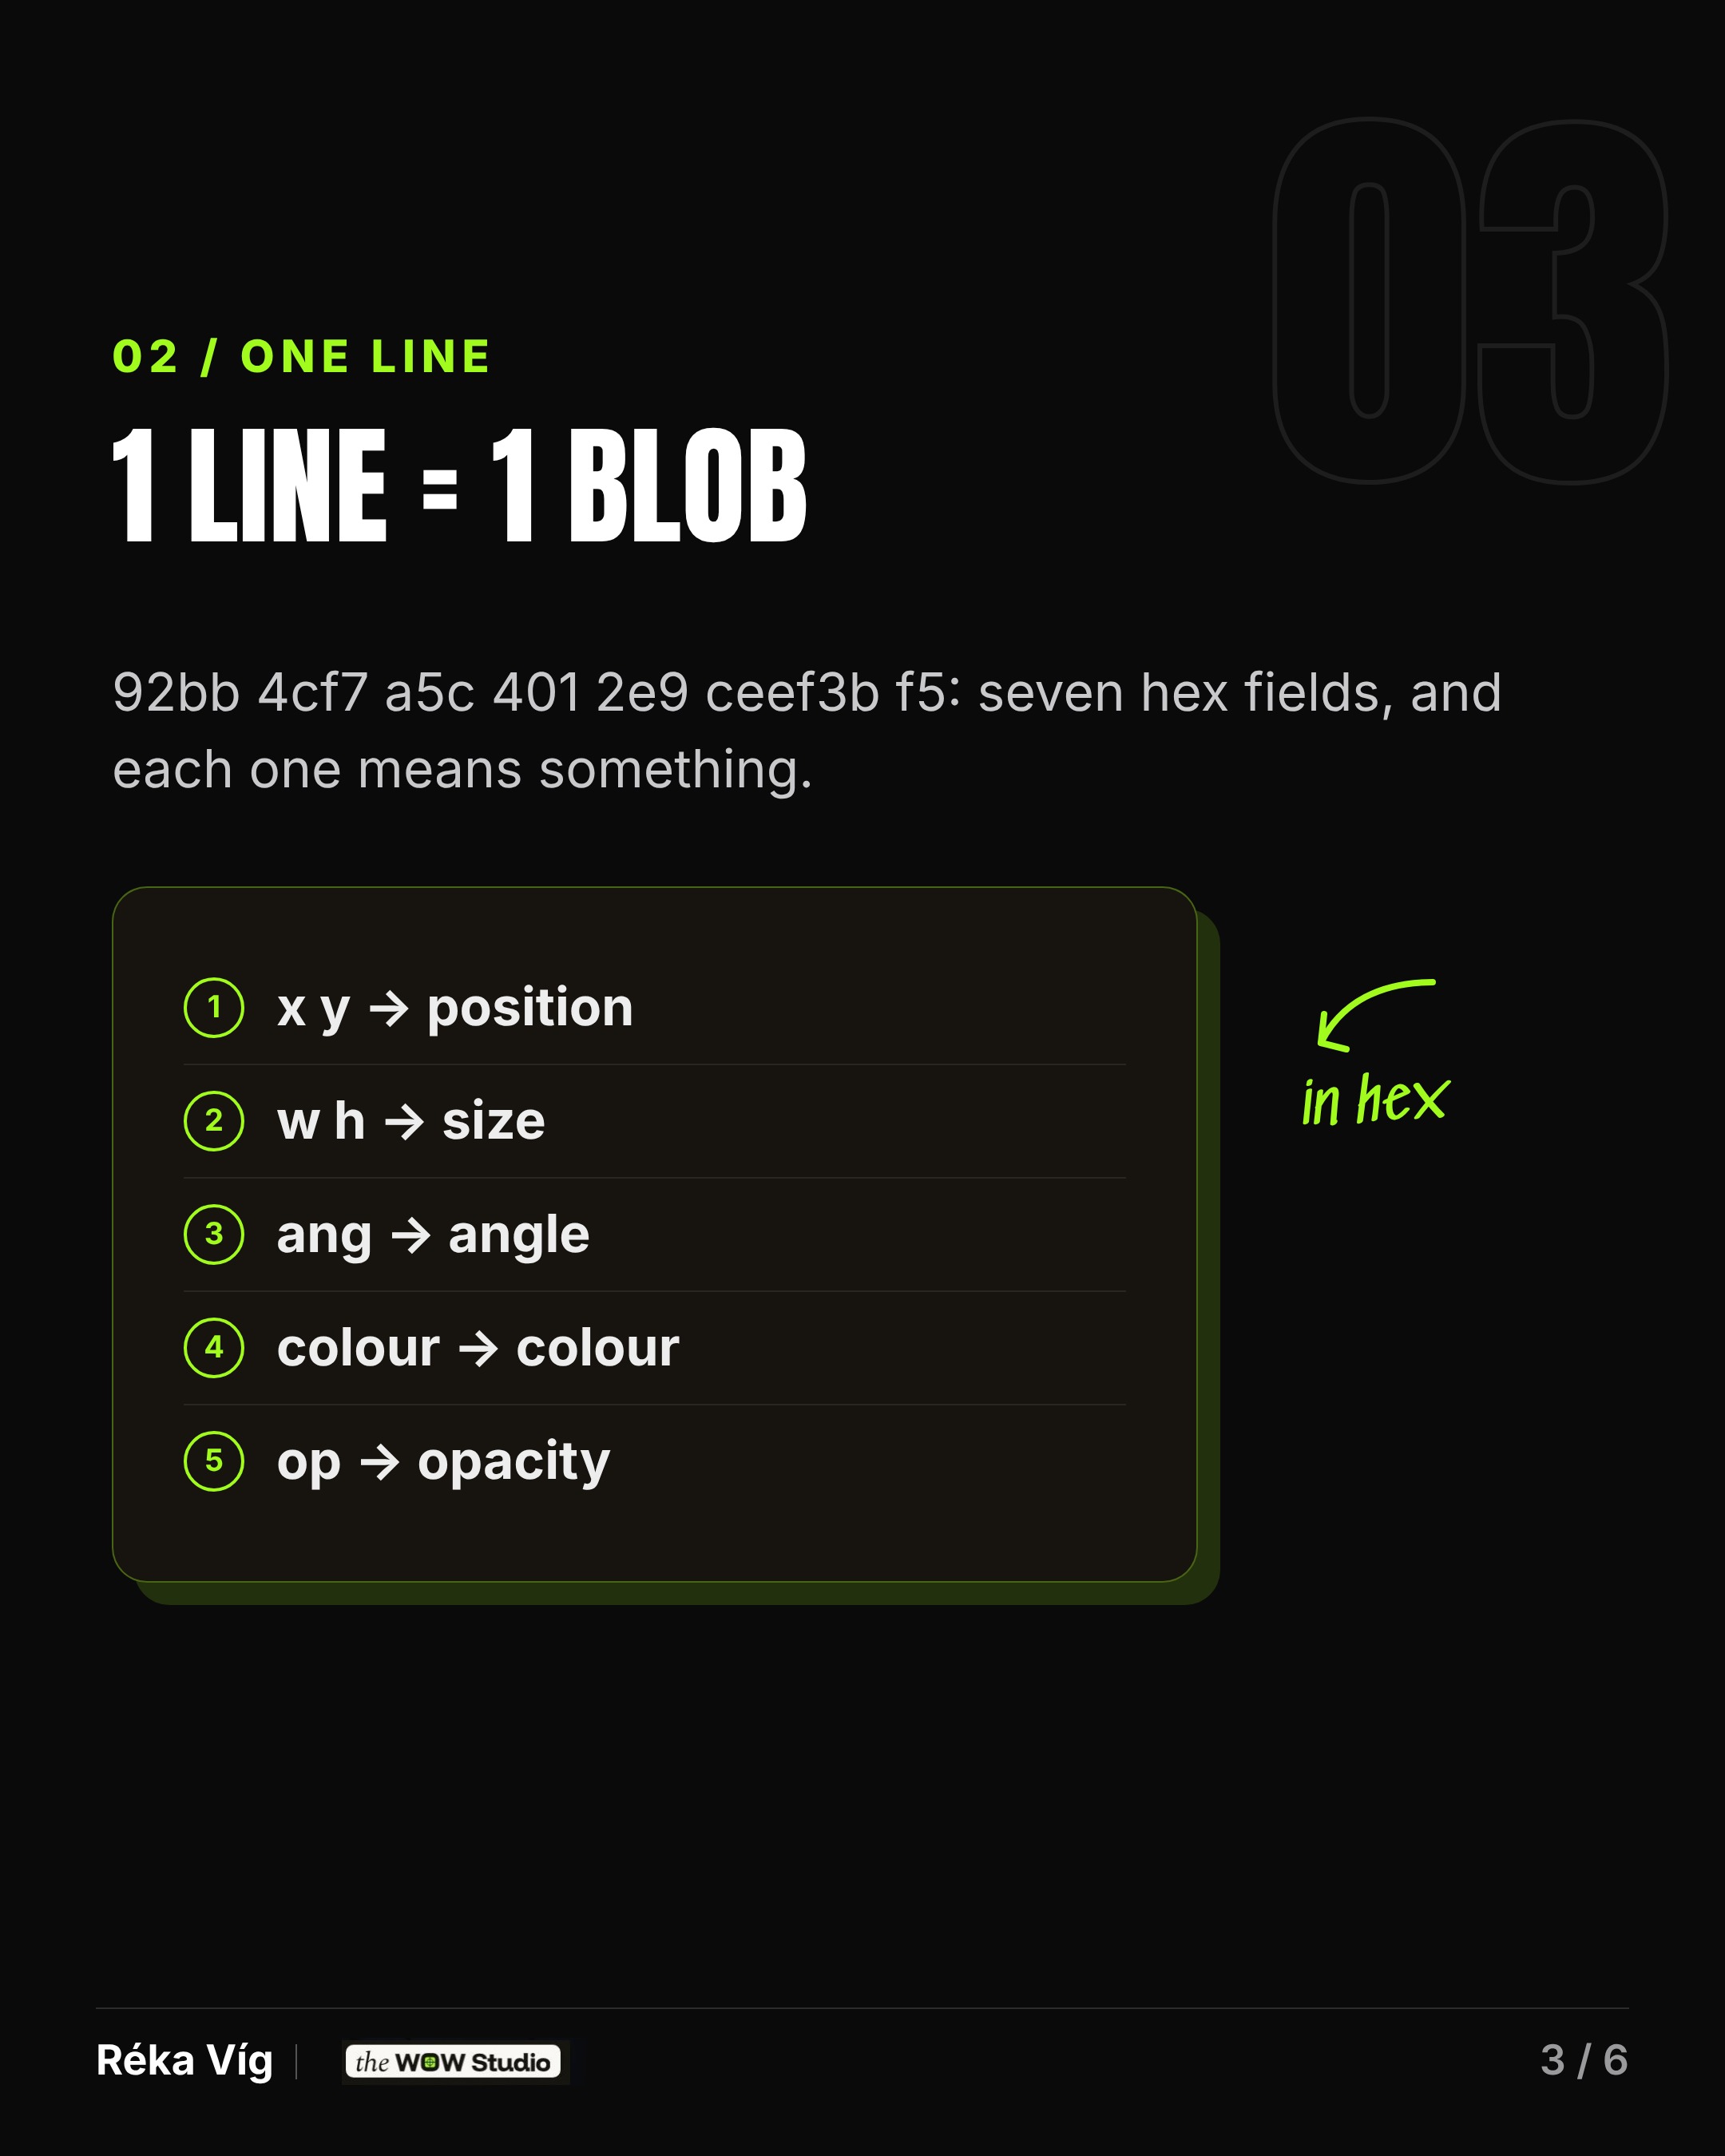 03
02 / ONE LINE
1 LINE = 1 BLOB
92bb 4cf7 a5c 401 2e9 ceef3b f5: seven hex fields, and
each one means something.
1 x y → position
2 w h → size
3 ang → angle
4 colour → colour
5 op → opacity
in hex
Réka Víg
the WOW Studio
3 / 6